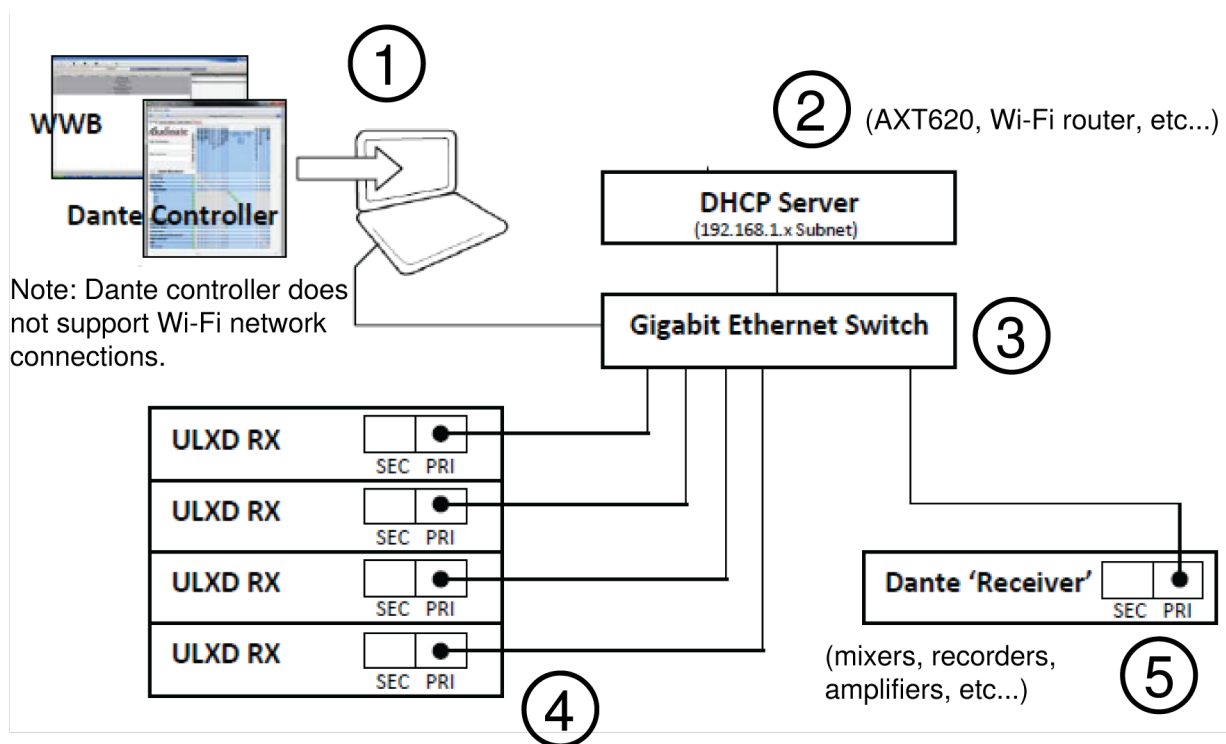 1
WWB
Audinate
Dante Controller
Note: Dante controller does
not support Wi-Fi network
connections.
2
(AXT620, Wi-Fi router, etc...)
DHCP Server
(192.168.1.x Subnet)
Gigabit Ethernet Switch
3
ULXD RX
SEC PRI
ULXD RX
SEC PRI
ULXD RX
SEC PRI
ULXD RX
SEC PRI
4
Dante ‘Receiver’
SEC PRI
(mixers, recorders,
amplifiers, etc...)
5